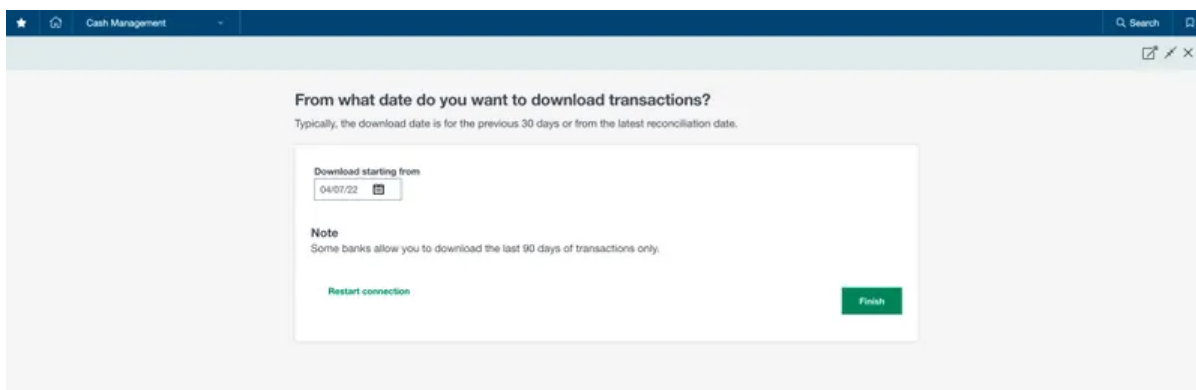 Cash Management
Search
From what date do you want to download transactions?
Typically, the download date is for the previous 30 days or from the latest reconciliation date.
Download starting from
04/07/22
Note
Some banks allow you to download the last 90 days of transactions only.
Restart connection
Finish